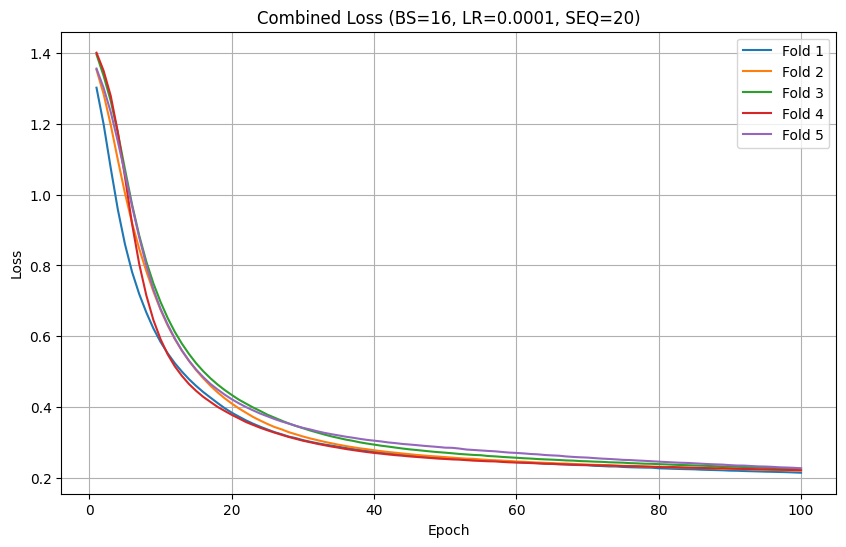 Combined Loss (BS=16, LR=0.0001, SEQ=20)
Fold 1
Fold 2
Fold 3
Fold 4
Fold 5
Loss
1.4
1.2
1.0
0.8
0.6
0.4
0.2
0 20 40 60 80 100
Epoch